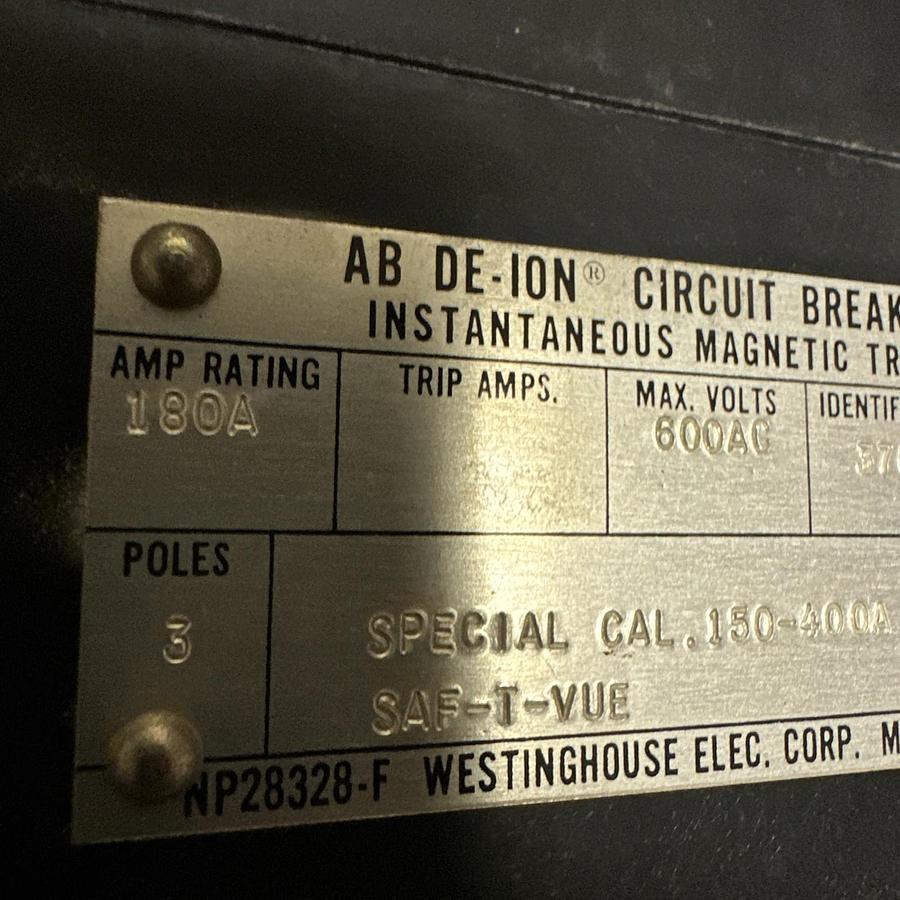 AB DE-ION® CIRCUIT BREAK
INSTANTANEOUS MAGNETIC TR
AMP RATING TRIP AMPS. MAX. VOLTS IDENTIF
180A 600AC 370
POLES
3
SPECIAL CAL.150-400A
SAF-T-VUE
NP28328-F WESTINGHOUSE ELEC. CORP. M